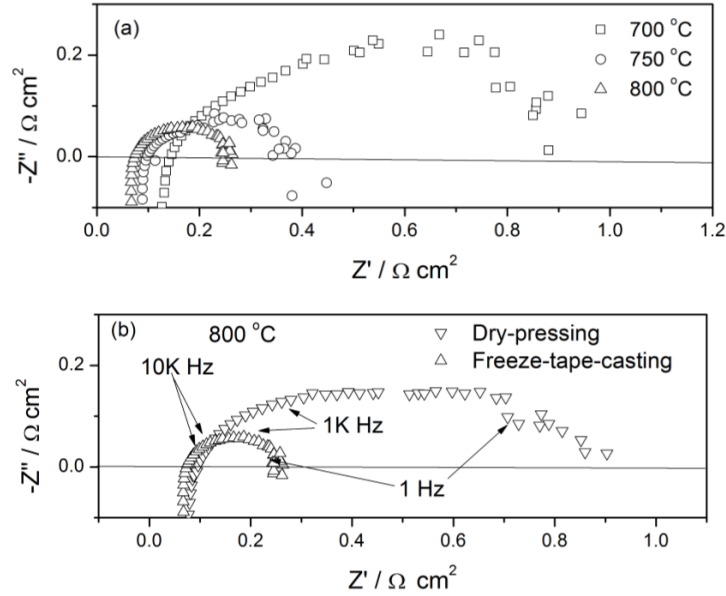 (a)
700 °C
750 °C
800 °C
0.2
0.0
-Z'' / Ω cm²
0.0 0.2 0.4 0.6 0.8 1.0 1.2
Z' / Ω cm²
(b)
800 °C
Dry-pressing
Freeze-tape-casting
10K Hz
1K Hz
1 Hz
0.2
0.0
-Z'' / Ω cm²
0.0 0.2 0.4 0.6 0.8 1.0
Z' / Ω cm²